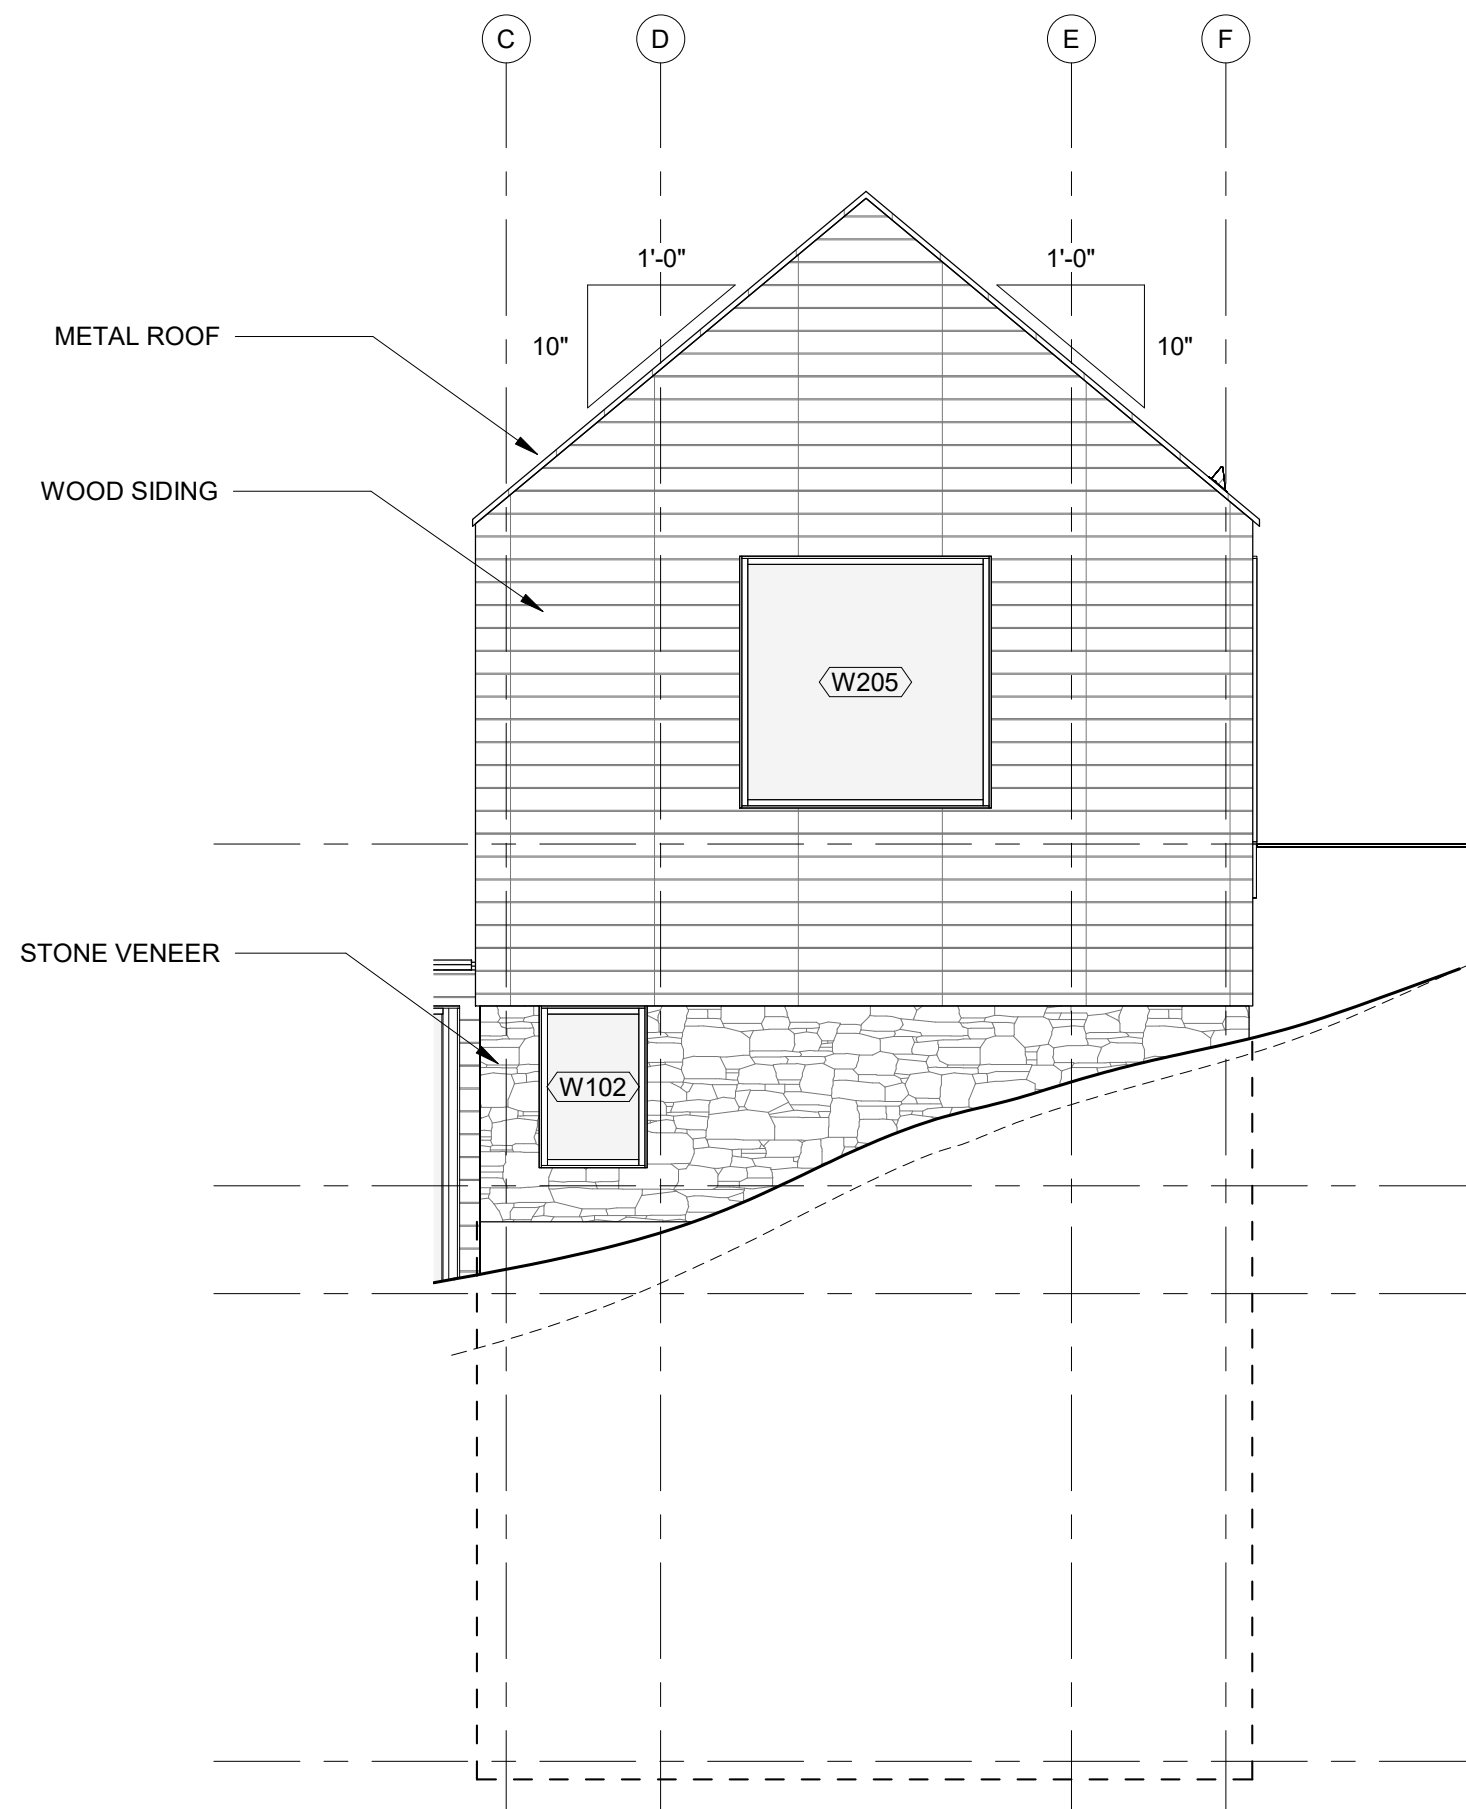 C
D
E
F
1'-0"
1'-0"
METAL ROOF
10"
10"
WOOD SIDING
W205
STONE VENEER
W102